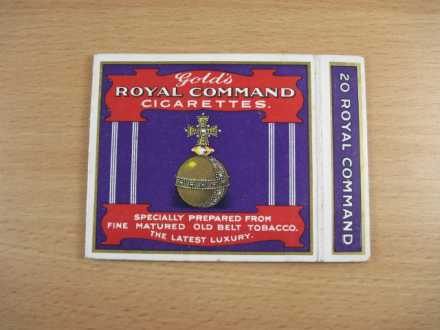 Gold's
ROYAL COMMAND
CIGARETTES.
SPECIALLY PREPARED FROM
FINE MATURED OLD BELT TOBACCO.
THE LATEST LUXURY.
20 ROYAL COMMAND